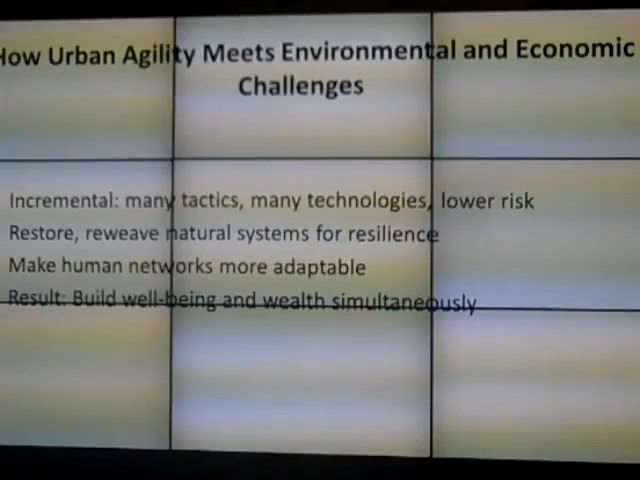 How Urban Agility Meets Environmental and Economic
Challenges
Incremental: many tactics, many technologies, lower risk
Restore, reweave natural systems for resilience
Make human networks more adaptable
Result: Build well-being and wealth simultaneously